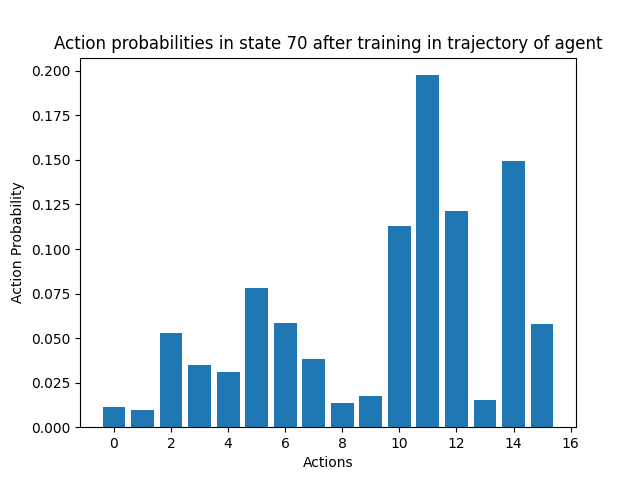 Action probabilities in state 70 after training in trajectory of agent
0.200
0.175
0.150
0.125
0.100
0.075
0.050
0.025
0.000
Action Probability
0 2 4 6 8 10 12 14 16
Actions